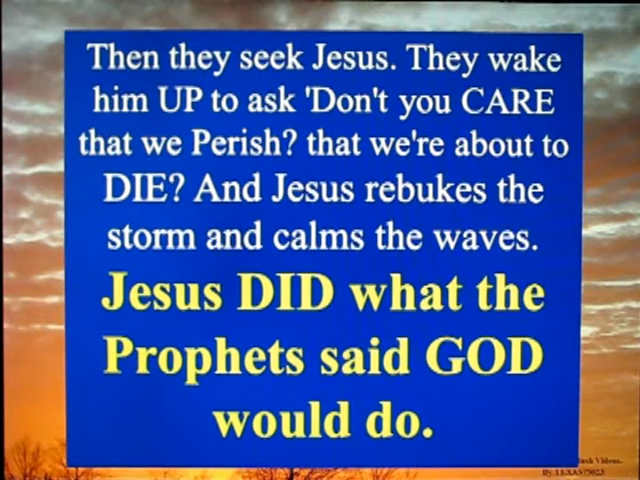 Then they seek Jesus. They wake
him UP to ask 'Don't you CARE
that we Perish? that we're about to
DIE? And Jesus rebukes the
storm and calms the waves.
Jesus DID what the
Prophets said GOD
would do.
Videos.